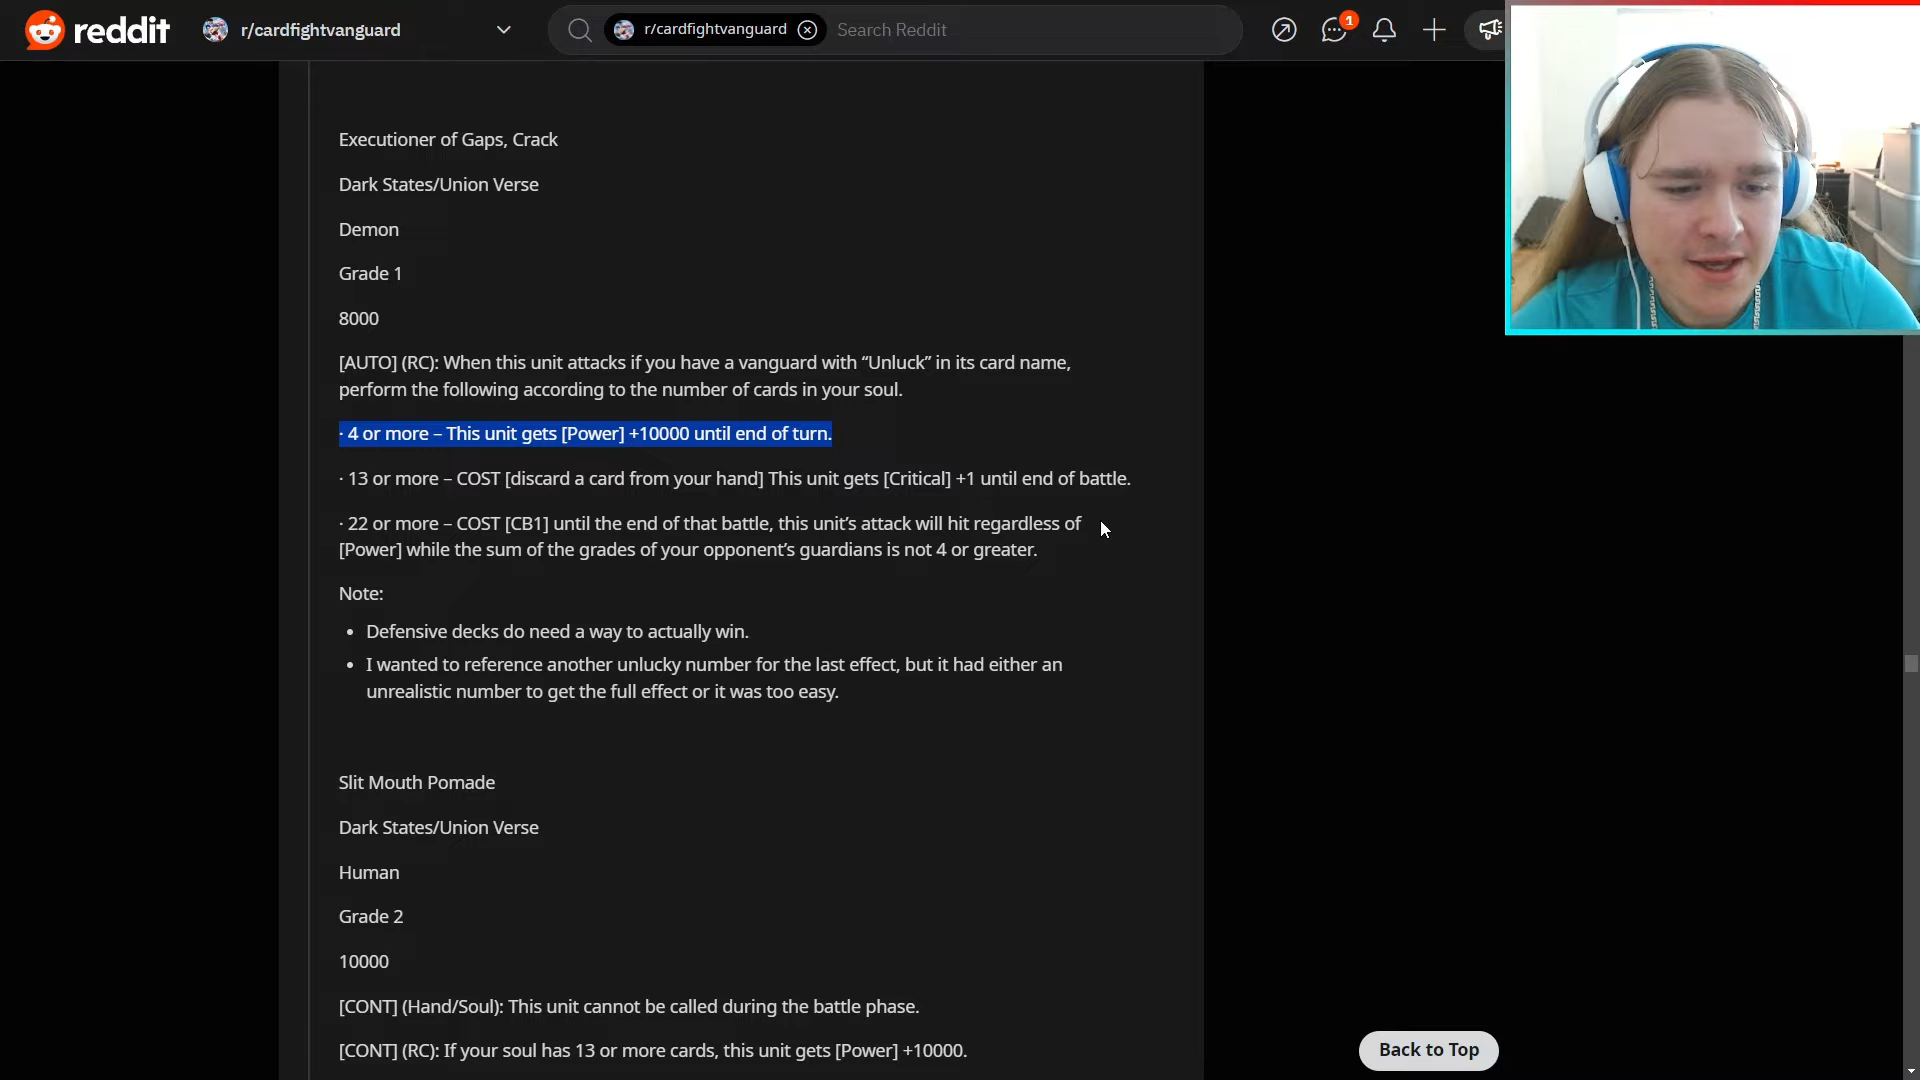 reddit
r/cardfightvanguard
r/cardfightvanguard
Search Reddit
1
Executioner of Gaps, Crack
Dark States/Union Verse
Demon
Grade 1
8000
[AUTO] (RC): When this unit attacks if you have a vanguard with “Unluck” in its card name,
perform the following according to the number of cards in your soul.
· 4 or more – This unit gets [Power] +10000 until end of turn.
· 13 or more – COST [discard a card from your hand] This unit gets [Critical] +1 until end of battle.
· 22 or more – COST [CB1] until the end of that battle, this unit’s attack will hit regardless of
[Power] while the sum of the grades of your opponent’s guardians is not 4 or greater.
Note:
• Defensive decks do need a way to actually win.
• I wanted to reference another unlucky number for the last effect, but it had either an
unrealistic number to get the full effect or it was too easy.
Slit Mouth Pomade
Dark States/Union Verse
Human
Grade 2
10000
[CONT] (Hand/Soul): This unit cannot be called during the battle phase.
[CONT] (RC): If your soul has 13 or more cards, this unit gets [Power] +10000.
Back to Top